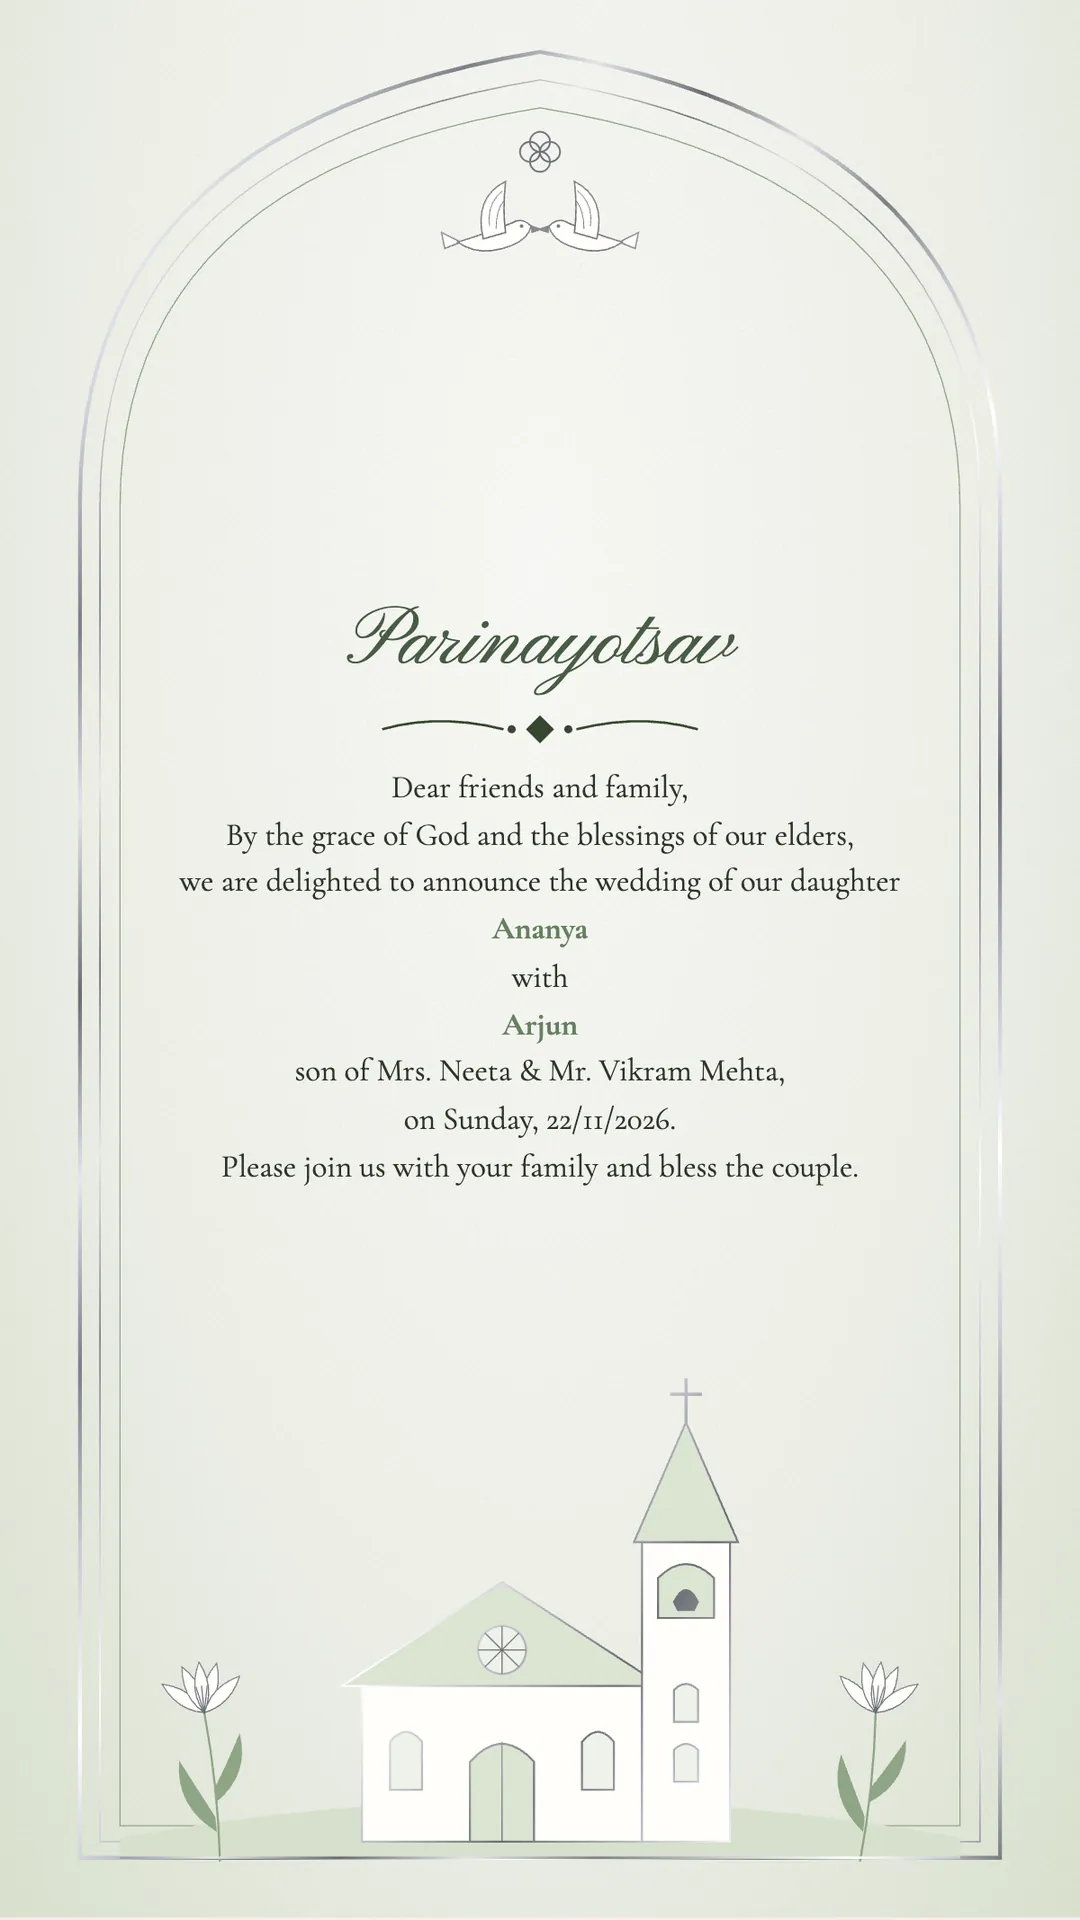 Parinayotsav
Dear friends and family,
By the grace of God and the blessings of our elders,
we are delighted to announce the wedding of our daughter
Ananya
with
Arjun
son of Mrs. Neeta & Mr. Vikram Mehta,
on Sunday, 22/11/2026.
Please join us with your family and bless the couple.